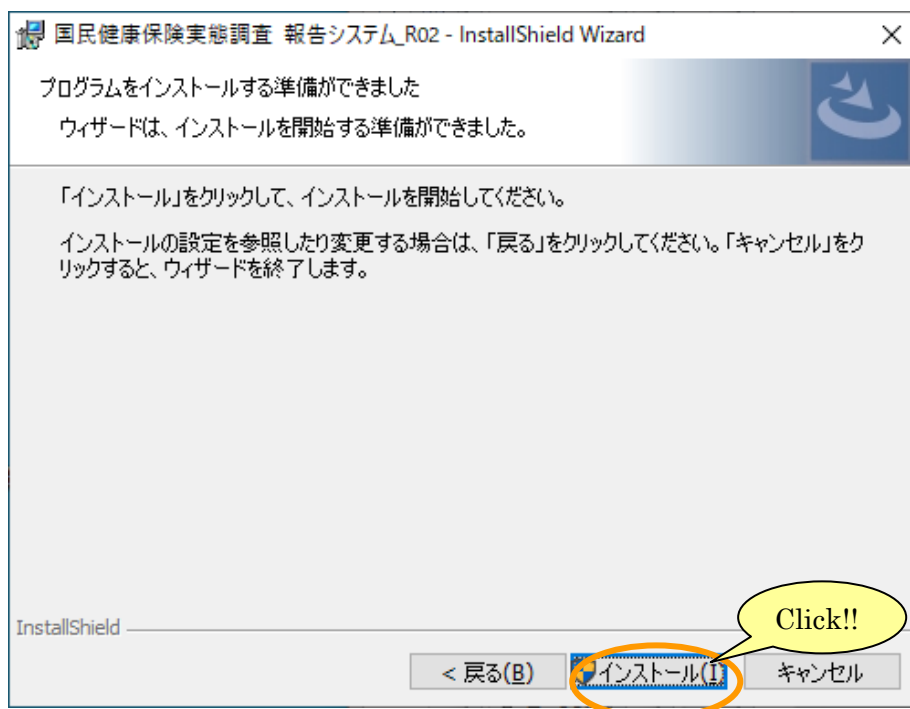 国民健康保険実態調査 報告システム_R02 - InstallShield Wizard
プログラムをインストールする準備ができました
ウィザードは、インストールを開始する準備ができました。
「インストール」をクリックして、インストールを開始してください。
インストールの設定を参照したり変更する場合は、「戻る」をクリックしてください。「キャンセル」をク
リックすると、ウィザードを終了します。
Click!!
InstallShield
< 戻る(B)
インストール(I)
キャンセル